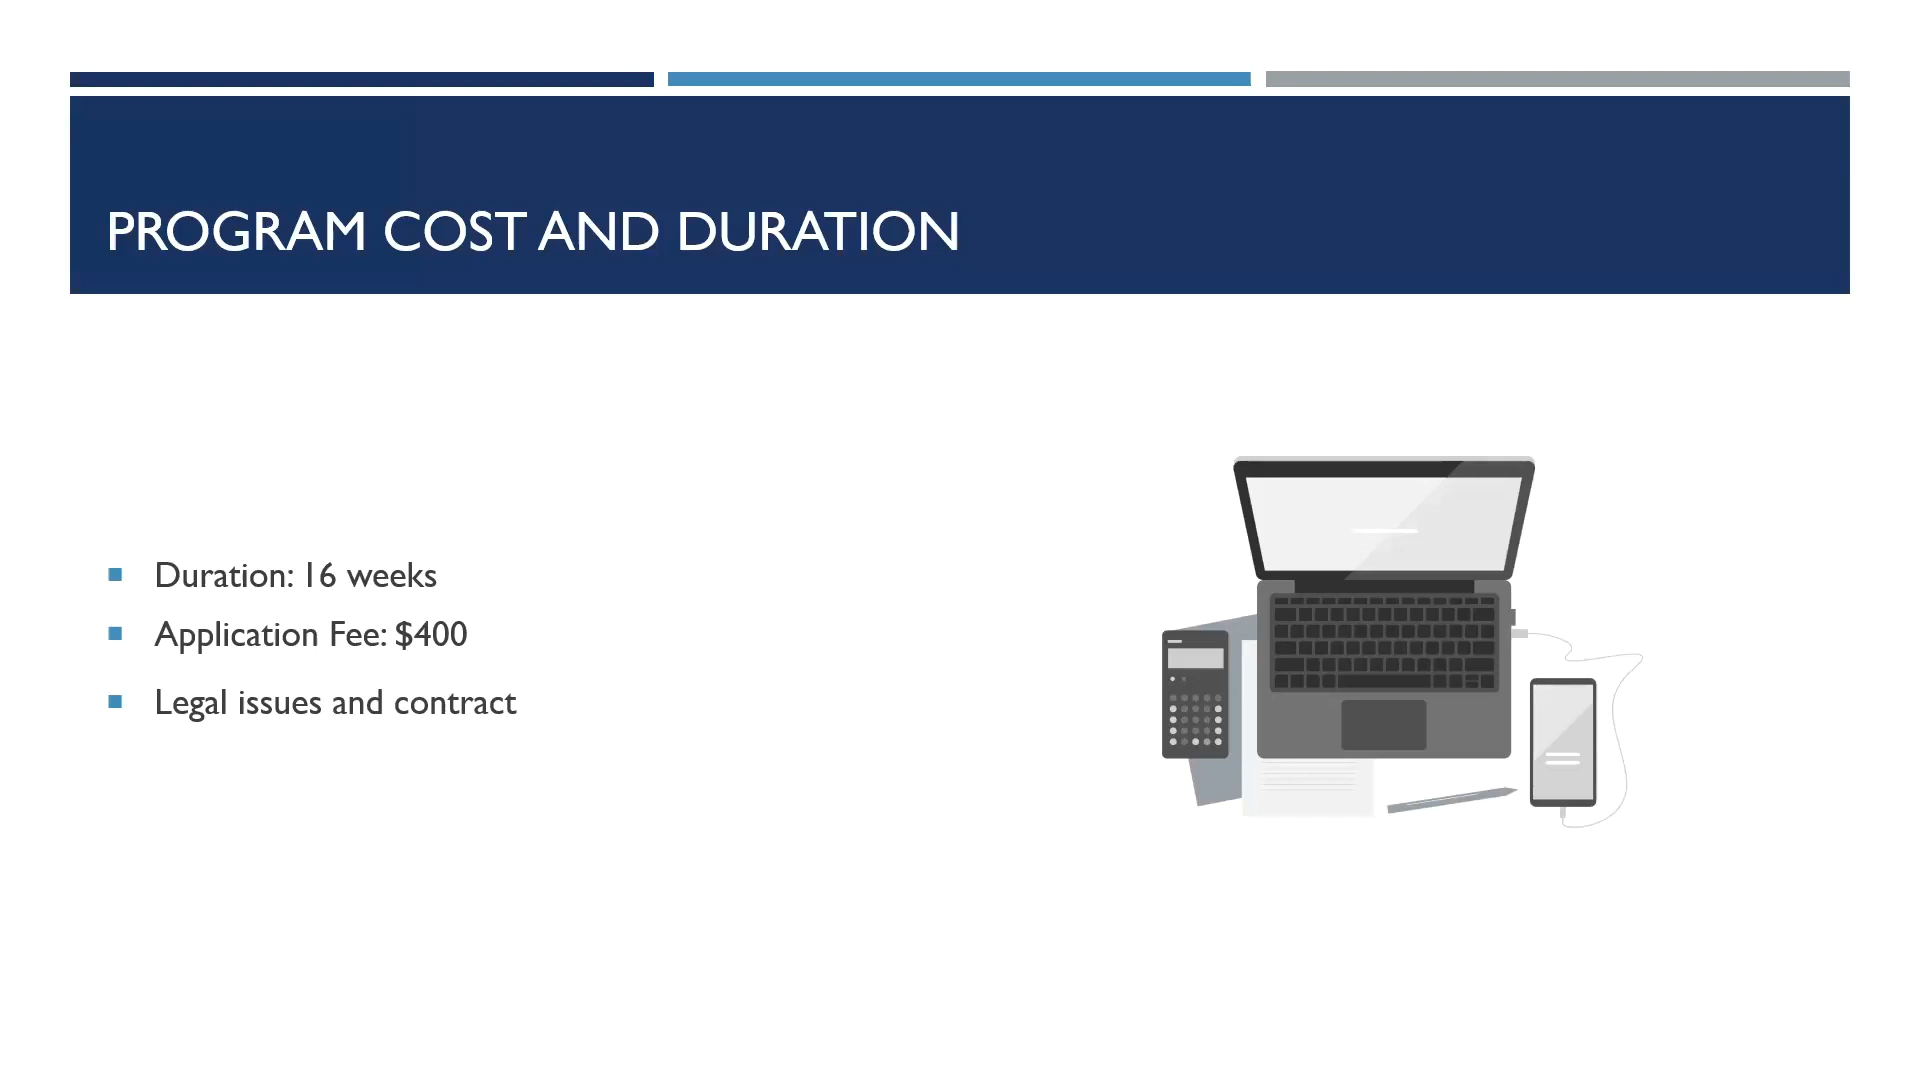 PROGRAM COST AND DURATION
Duration: 16 weeks
Application Fee: $400
Legal issues and contract